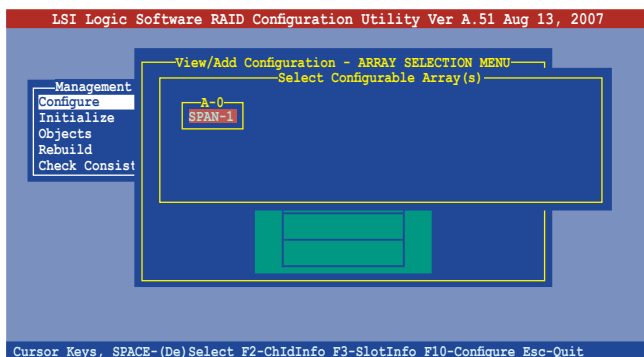 LSI Logic Software RAID Configuration Utility Ver A.51 Aug 13, 2007
View/Add Configuration - ARRAY SELECTION MENU
Select Configurable Array(s)
Management
Configure
Initialize
Objects
Rebuild
Check Consist
A-0
SPAN-1
Cursor Keys, SPACE-(De)Select F2-ChIdInfo F3-SlotInfo F10-Configure Esc-Quit